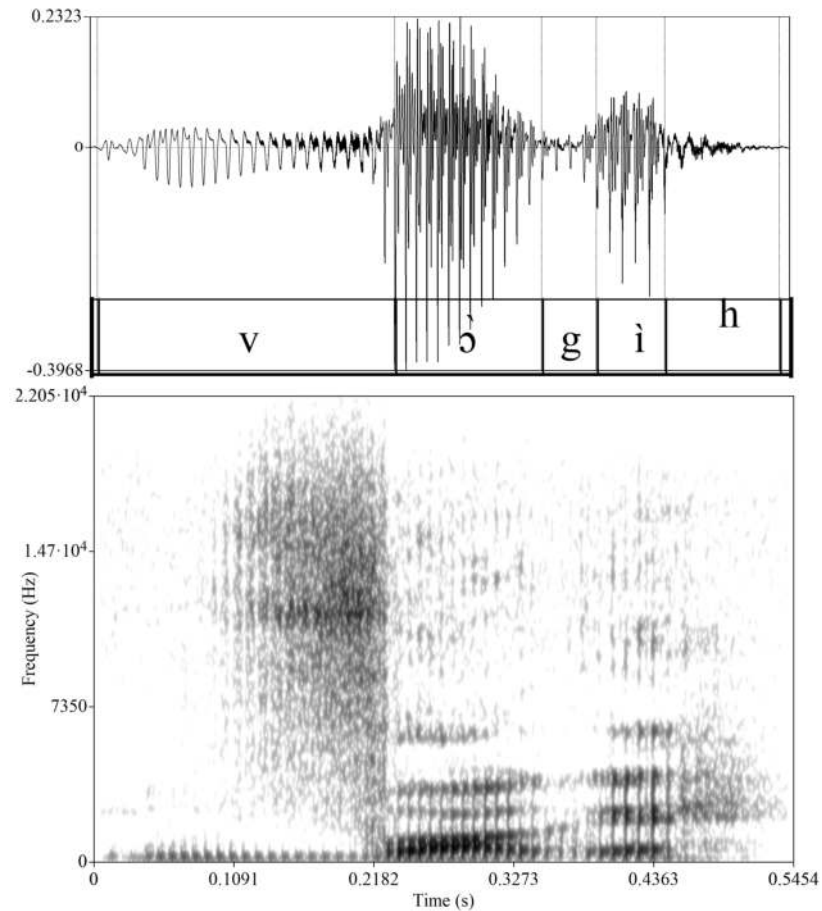 0.2323
0
v ɔ̀ g ì h
-0.3968
2.205·10⁴
1.47·10⁴
Frequency (Hz)
7350
0
0 0.1091 0.2182 0.3273 0.4363 0.5454
Time (s)